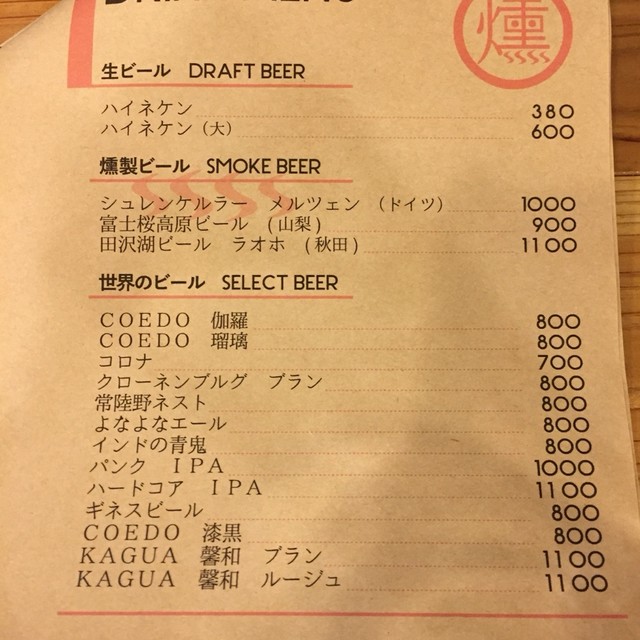 燻
生ビール DRAFT BEER
ハイネケン 380
ハイネケン（大） 600
燻製ビール SMOKE BEER
シュレンケルラー メルツェン （ドイツ） 1000
富士桜高原ビール (山梨) 900
田沢湖ビール ラオホ (秋田) 1100
世界のビール SELECT BEER
COEDO 伽羅 800
COEDO 瑠璃 800
コロナ 700
クローネンブルグ ブラン 800
常陸野ネスト 800
よなよなエール 800
インドの青鬼 800
パンク IPA 1000
ハードコア IPA 1100
ギネスビール 800
COEDO 漆黒 800
KAGUA 馨和 ブラン 1100
KAGUA 馨和 ルージュ 1100